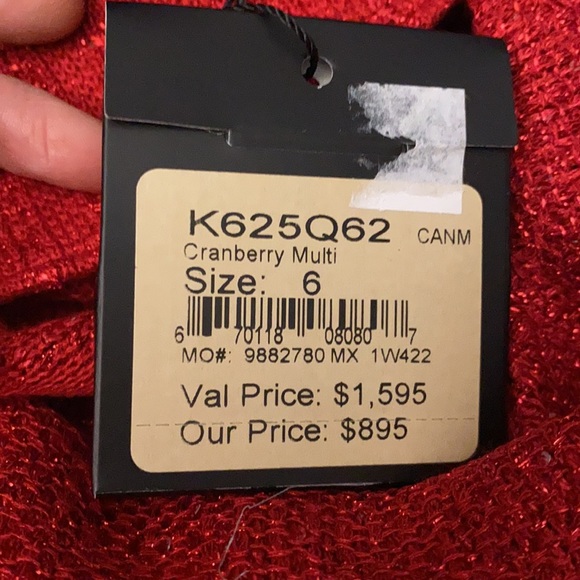 K625Q62 CANM
Cranberry Multi
Size: 6
6 70118 08080 7
MO#: 9882780 MX 1W422
Val Price: $1,595
Our Price: $895